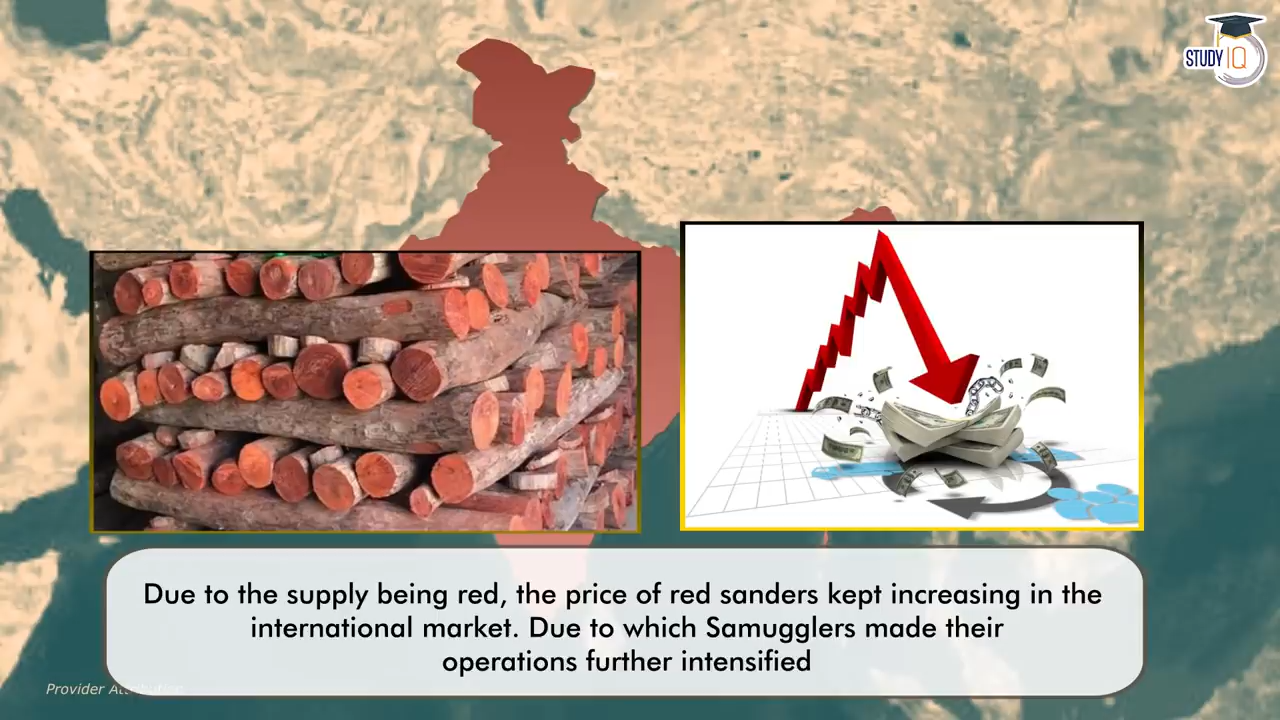 STUDY IQ
Due to the supply being red, the price of red sanders kept increasing in the
international market. Due to which Samugglers made their
operations further intensified
Provider